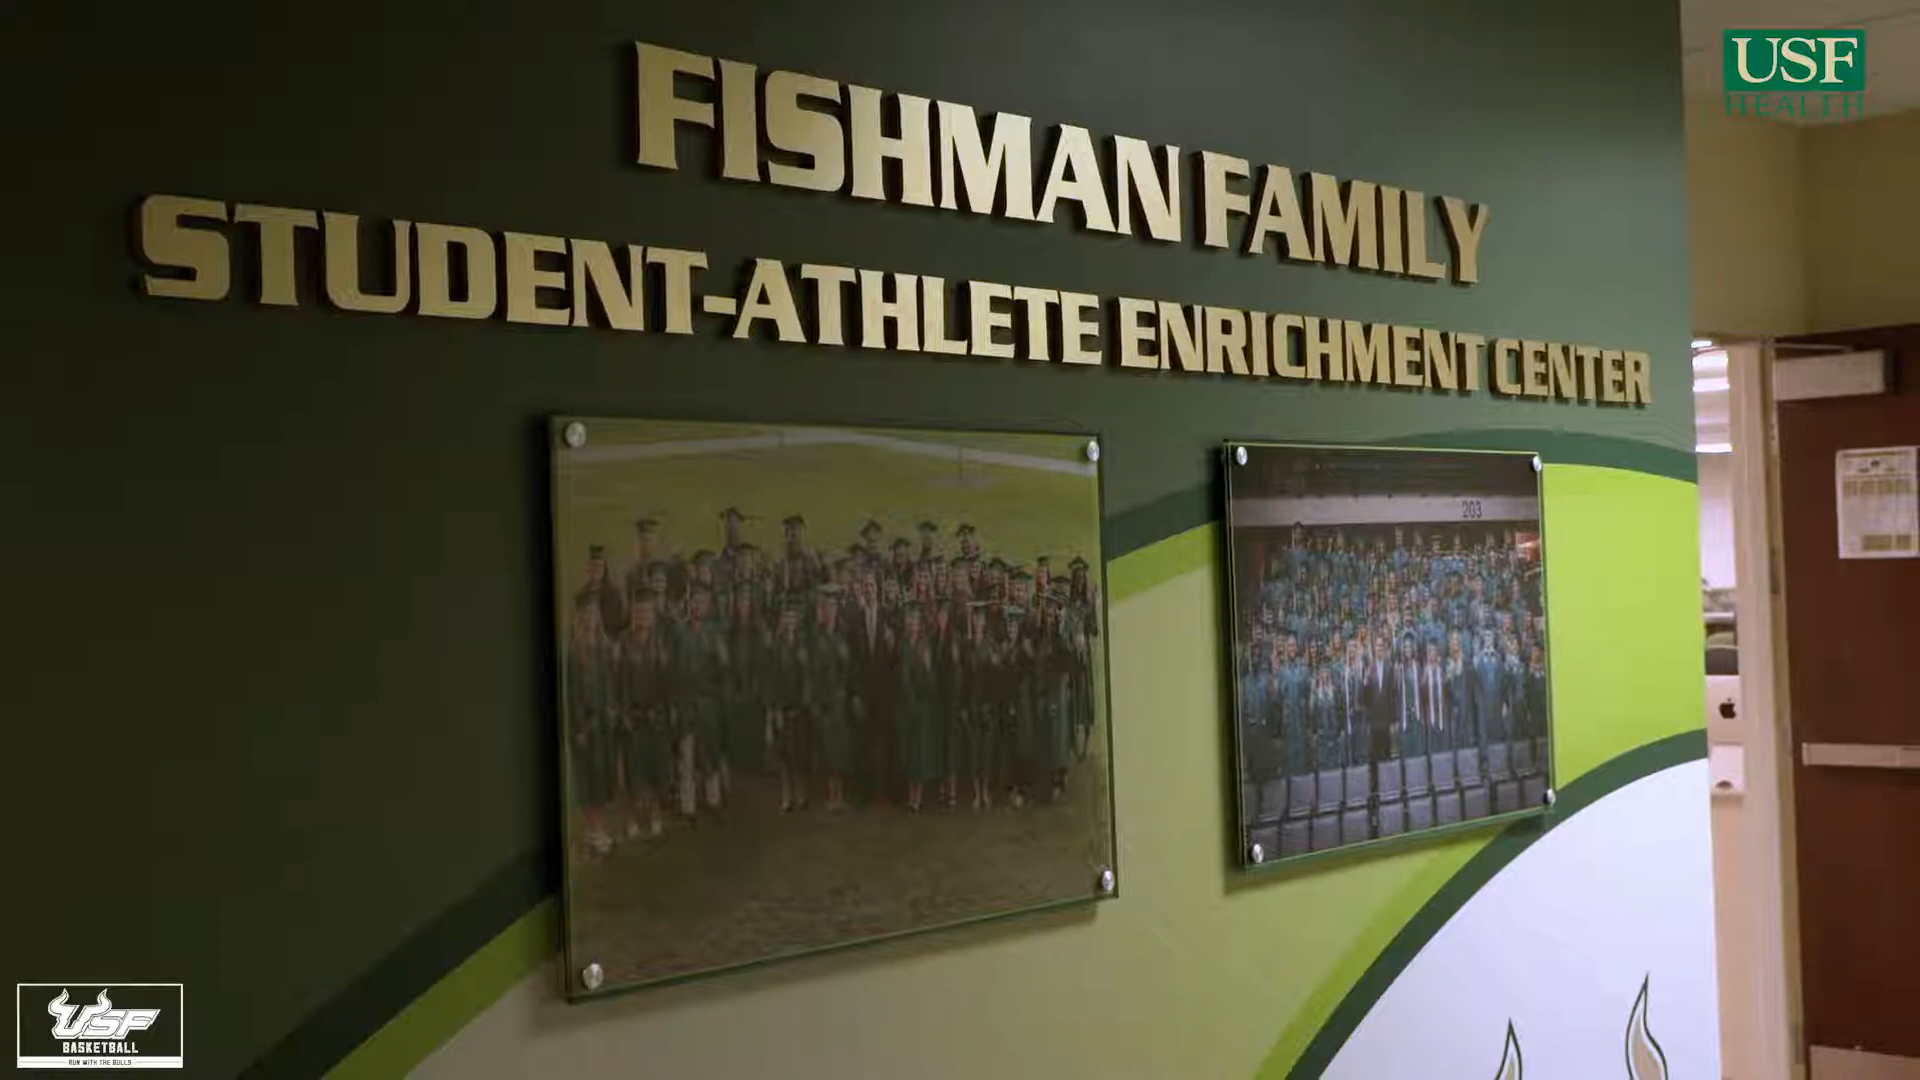 FISHMAN FAMILY
STUDENT-ATHLETE ENRICHMENT CENTER
USF
HEALTH
203
USF
BASKETBALL
RUN WITH THE BULLS